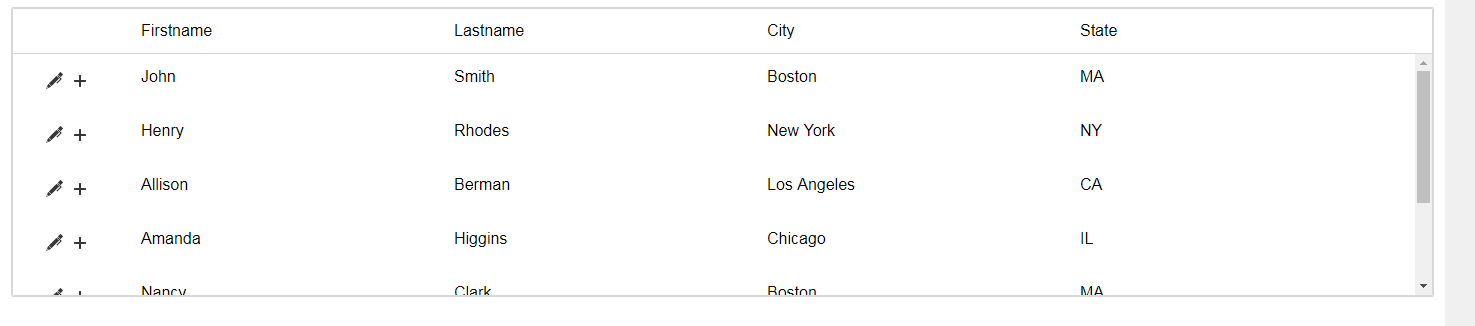 Firstname Lastname City State
John Smith Boston MA
Henry Rhodes New York NY
Allison Berman Los Angeles CA
Amanda Higgins Chicago IL
Nancy Clark Boston MA